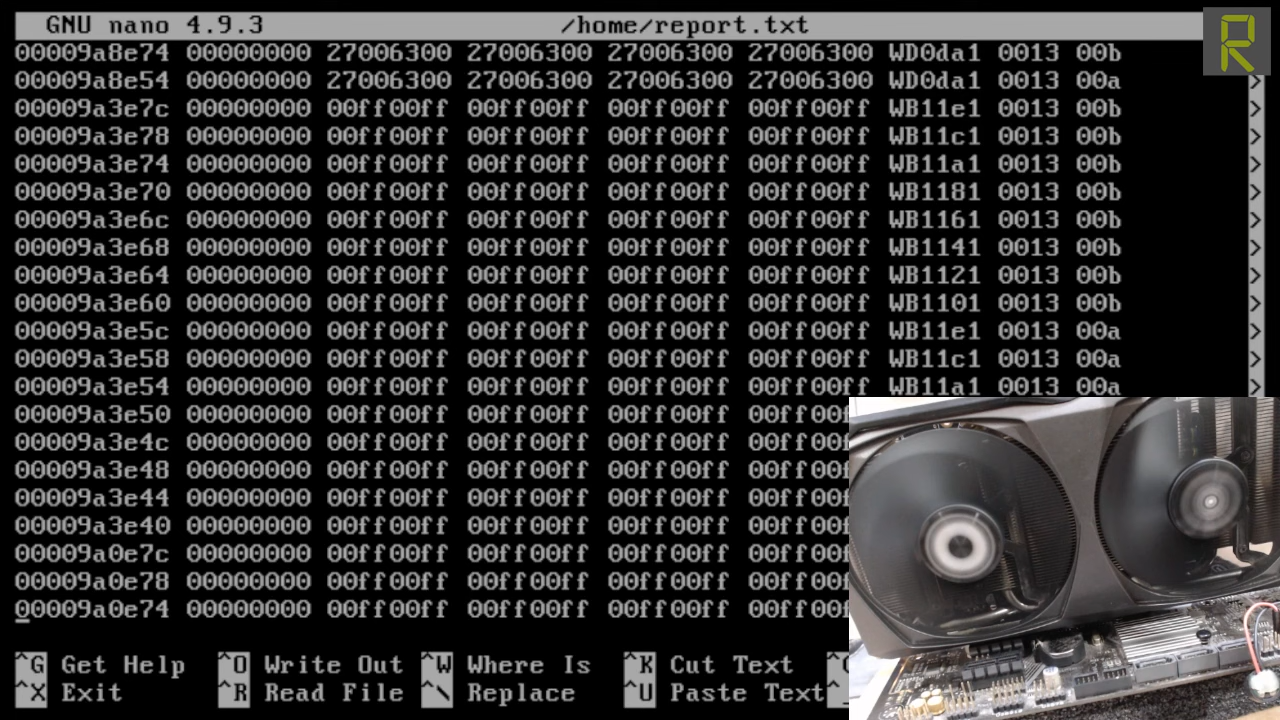 GNU nano 4.9.3 /home/report.txt
R
00009a8e74 00000000 27006300 27006300 27006300 27006300 WD0da1 0013 00b
00009a8e54 00000000 27006300 27006300 27006300 27006300 WD0da1 0013 00a >
00009a3e7c 00000000 00ff00ff 00ff00ff 00ff00ff 00ff00ff WB11e1 0013 00b >
00009a3e78 00000000 00ff00ff 00ff00ff 00ff00ff 00ff00ff WB11c1 0013 00b >
00009a3e74 00000000 00ff00ff 00ff00ff 00ff00ff 00ff00ff WB11a1 0013 00b >
00009a3e70 00000000 00ff00ff 00ff00ff 00ff00ff 00ff00ff WB1181 0013 00b >
00009a3e6c 00000000 00ff00ff 00ff00ff 00ff00ff 00ff00ff WB1161 0013 00b >
00009a3e68 00000000 00ff00ff 00ff00ff 00ff00ff 00ff00ff WB1141 0013 00b >
00009a3e64 00000000 00ff00ff 00ff00ff 00ff00ff 00ff00ff WB1121 0013 00b >
00009a3e60 00000000 00ff00ff 00ff00ff 00ff00ff 00ff00ff WB1101 0013 00b >
00009a3e5c 00000000 00ff00ff 00ff00ff 00ff00ff 00ff00ff WB11e1 0013 00a >
00009a3e58 00000000 00ff00ff 00ff00ff 00ff00ff 00ff00ff WB11c1 0013 00a >
00009a3e54 00000000 00ff00ff 00ff00ff 00ff00ff 00ff00ff WB11a1 0013 00a >
00009a3e50 00000000 00ff00ff 00ff00ff 00ff00ff 00ff
00009a3e4c 00000000 00ff00ff 00ff00ff 00ff00ff 00ff00ff
00009a3e48 00000000 00ff00ff 00ff00ff 00ff00ff 00ff00ff
00009a3e44 00000000 00ff00ff 00ff00ff 00ff00ff 00ff00ff
00009a3e40 00000000 00ff00ff 00ff00ff 00ff00ff 00ff00ff
00009a0e7c 00000000 00ff00ff 00ff00ff 00ff00ff 00ff00ff
00009a0e78 00000000 00ff00ff 00ff00ff 00ff00ff 00ff00ff
00009a0e74 00000000 00ff00ff 00ff00ff 00ff00ff 00ff00ff
^G Get Help ^O Write Out ^W Where Is ^K Cut Text
^X Exit ^R Read File ^\ Replace ^U Paste Text